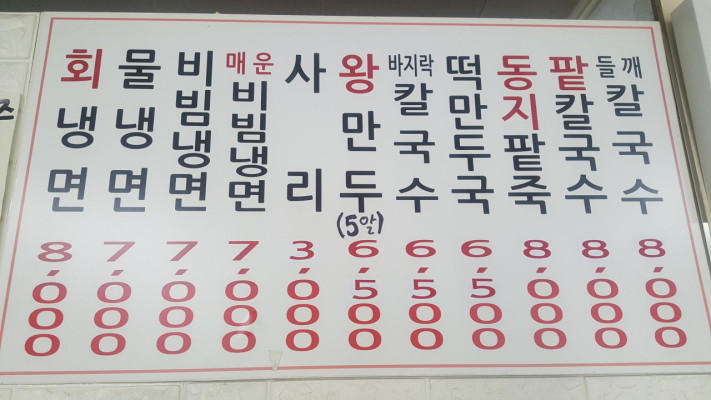 회냉면 8,000
물냉면 7,000
비빔냉면 7,000
매운비빔냉면 7,000
사리 3,000
왕만두(5알) 6,500
바지락칼국수 6,500
떡만두국 6,500
동지팥죽 8,000
팥칼국수 8,000
들깨칼국수 8,000